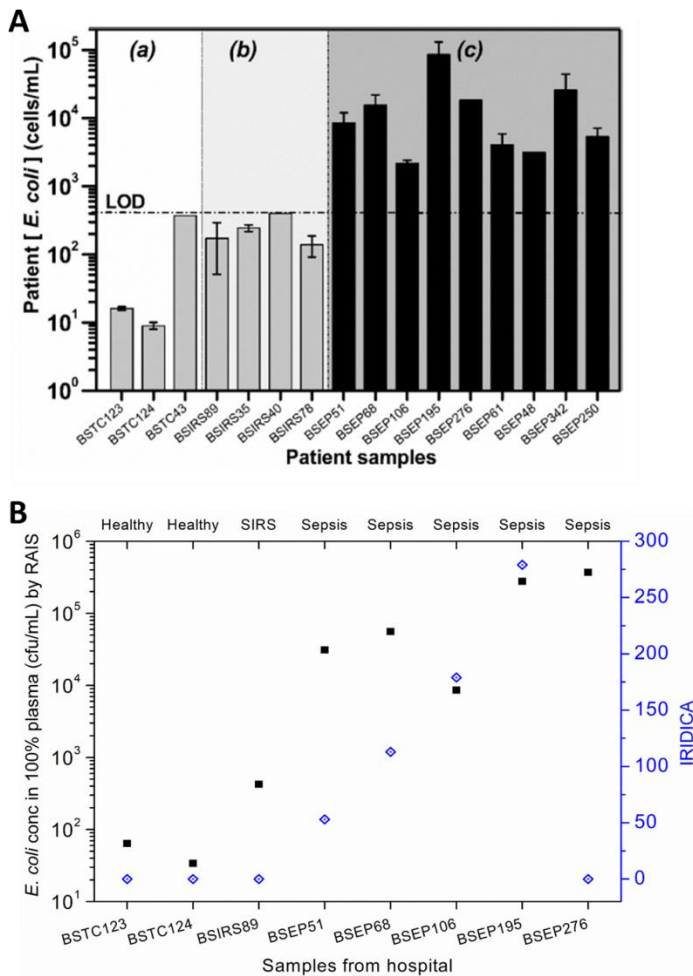 A
(a) (b) (c)
Patient [ E. coli ] (cells/mL)
10^5
10^4
10^3
10^2
10^1
10^0
LOD
BSTC123 BSTC124 BSTC43 BSIRS89 BSIRS35 BSIRS40 BSIRS78 BSEP51 BSEP68 BSEP106 BSEP195 BSEP276 BSEP61 BSEP48 BSEP342 BSEP250
Patient samples
B
Healthy Healthy SIRS Sepsis Sepsis Sepsis Sepsis Sepsis
E. coli conc in 100% plasma (cfu/mL) by RAIS
10^6
10^5
10^4
10^3
10^2
10^1
300
250
200
150
100
50
0
IRIDICA
BSTC123 BSTC124 BSIRS89 BSEP51 BSEP68 BSEP106 BSEP195 BSEP276
Samples from hospital